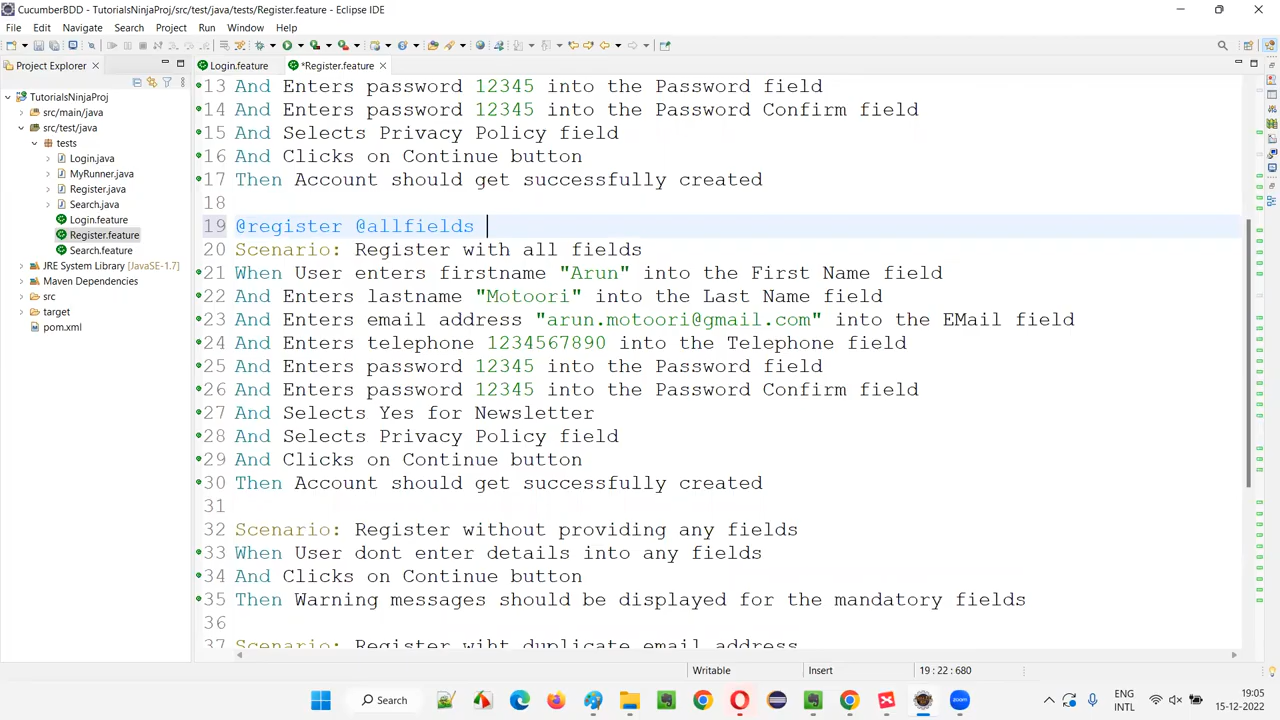 CucumberBDD - TutorialsNinjaProj/src/test/java/tests/Register.feature - Eclipse IDE
File Edit Navigate Search Project Run Window Help
Project Explorer
Login.feature
*Register.feature
TutorialsNinjaProj
src/main/java
src/test/java
tests
Login.java
MyRunner.java
Register.java
Search.java
Login.feature
Register.feature
Search.feature
JRE System Library [JavaSE-1.7]
Maven Dependencies
src
target
pom.xml
13 And Enters password 12345 into the Password field
14 And Enters password 12345 into the Password Confirm field
15 And Selects Privacy Policy field
16 And Clicks on Continue button
17 Then Account should get successfully created
18
19 @register @allfields
20 Scenario: Register with all fields
21 When User enters firstname "Arun" into the First Name field
22 And Enters lastname "Motoori" into the Last Name field
23 And Enters email address "arun.motoori@gmail.com" into the EMail field
24 And Enters telephone 1234567890 into the Telephone field
25 And Enters password 12345 into the Password field
26 And Enters password 12345 into the Password Confirm field
27 And Selects Yes for Newsletter
28 And Selects Privacy Policy field
29 And Clicks on Continue button
30 Then Account should get successfully created
31
32 Scenario: Register without providing any fields
33 When User dont enter details into any fields
34 And Clicks on Continue button
35 Then Warning messages should be displayed for the mandatory fields
36
37 Scenario: Register wiht duplicate email address
Writable Insert 19 : 22 : 680
Search
ENG
INTL
19:05
15-12-2022